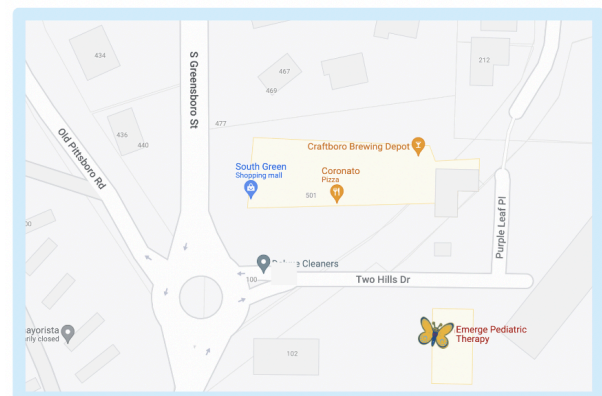 434
S Greensboro St
467
469
212
477
436
440
Old Pittsboro Rd
Craftboro Brewing Depot
South Green
Shopping mall
Coronato
Pizza
501
Purple Leaf Pl
Cleaners
100
Two Hills Dr
Emerge Pediatric
Therapy
closed
102